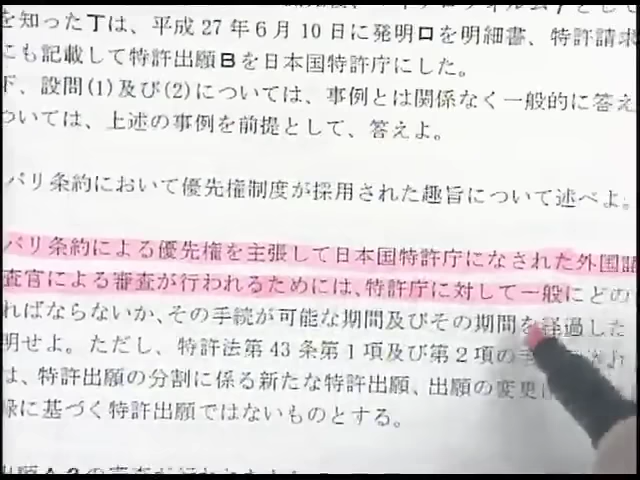 を知った丁は、平成27年6月10日に発明ロを明細書、特許請求
にも記載して特許出願Bを日本国特許庁にした。
下、設問(1)及び(2)については、事例とは関係なく一般的に答え
ついては、上述の事例を前提として、答えよ。
パリ条約において優先権制度が採用された趣旨について述べよ。
パリ条約による優先権を主張して日本国特許庁になされた外国語
査官による審査が行われるためには、特許庁に対して一般にどの
ればならないか、その手続が可能な期間及びその期間を経過した
明せよ。ただし、特許法第43条第1項及び第2項の手
は、特許出願の分割に係る新たな特許出願、出願の変更
に基づく特許出願ではないものとする。